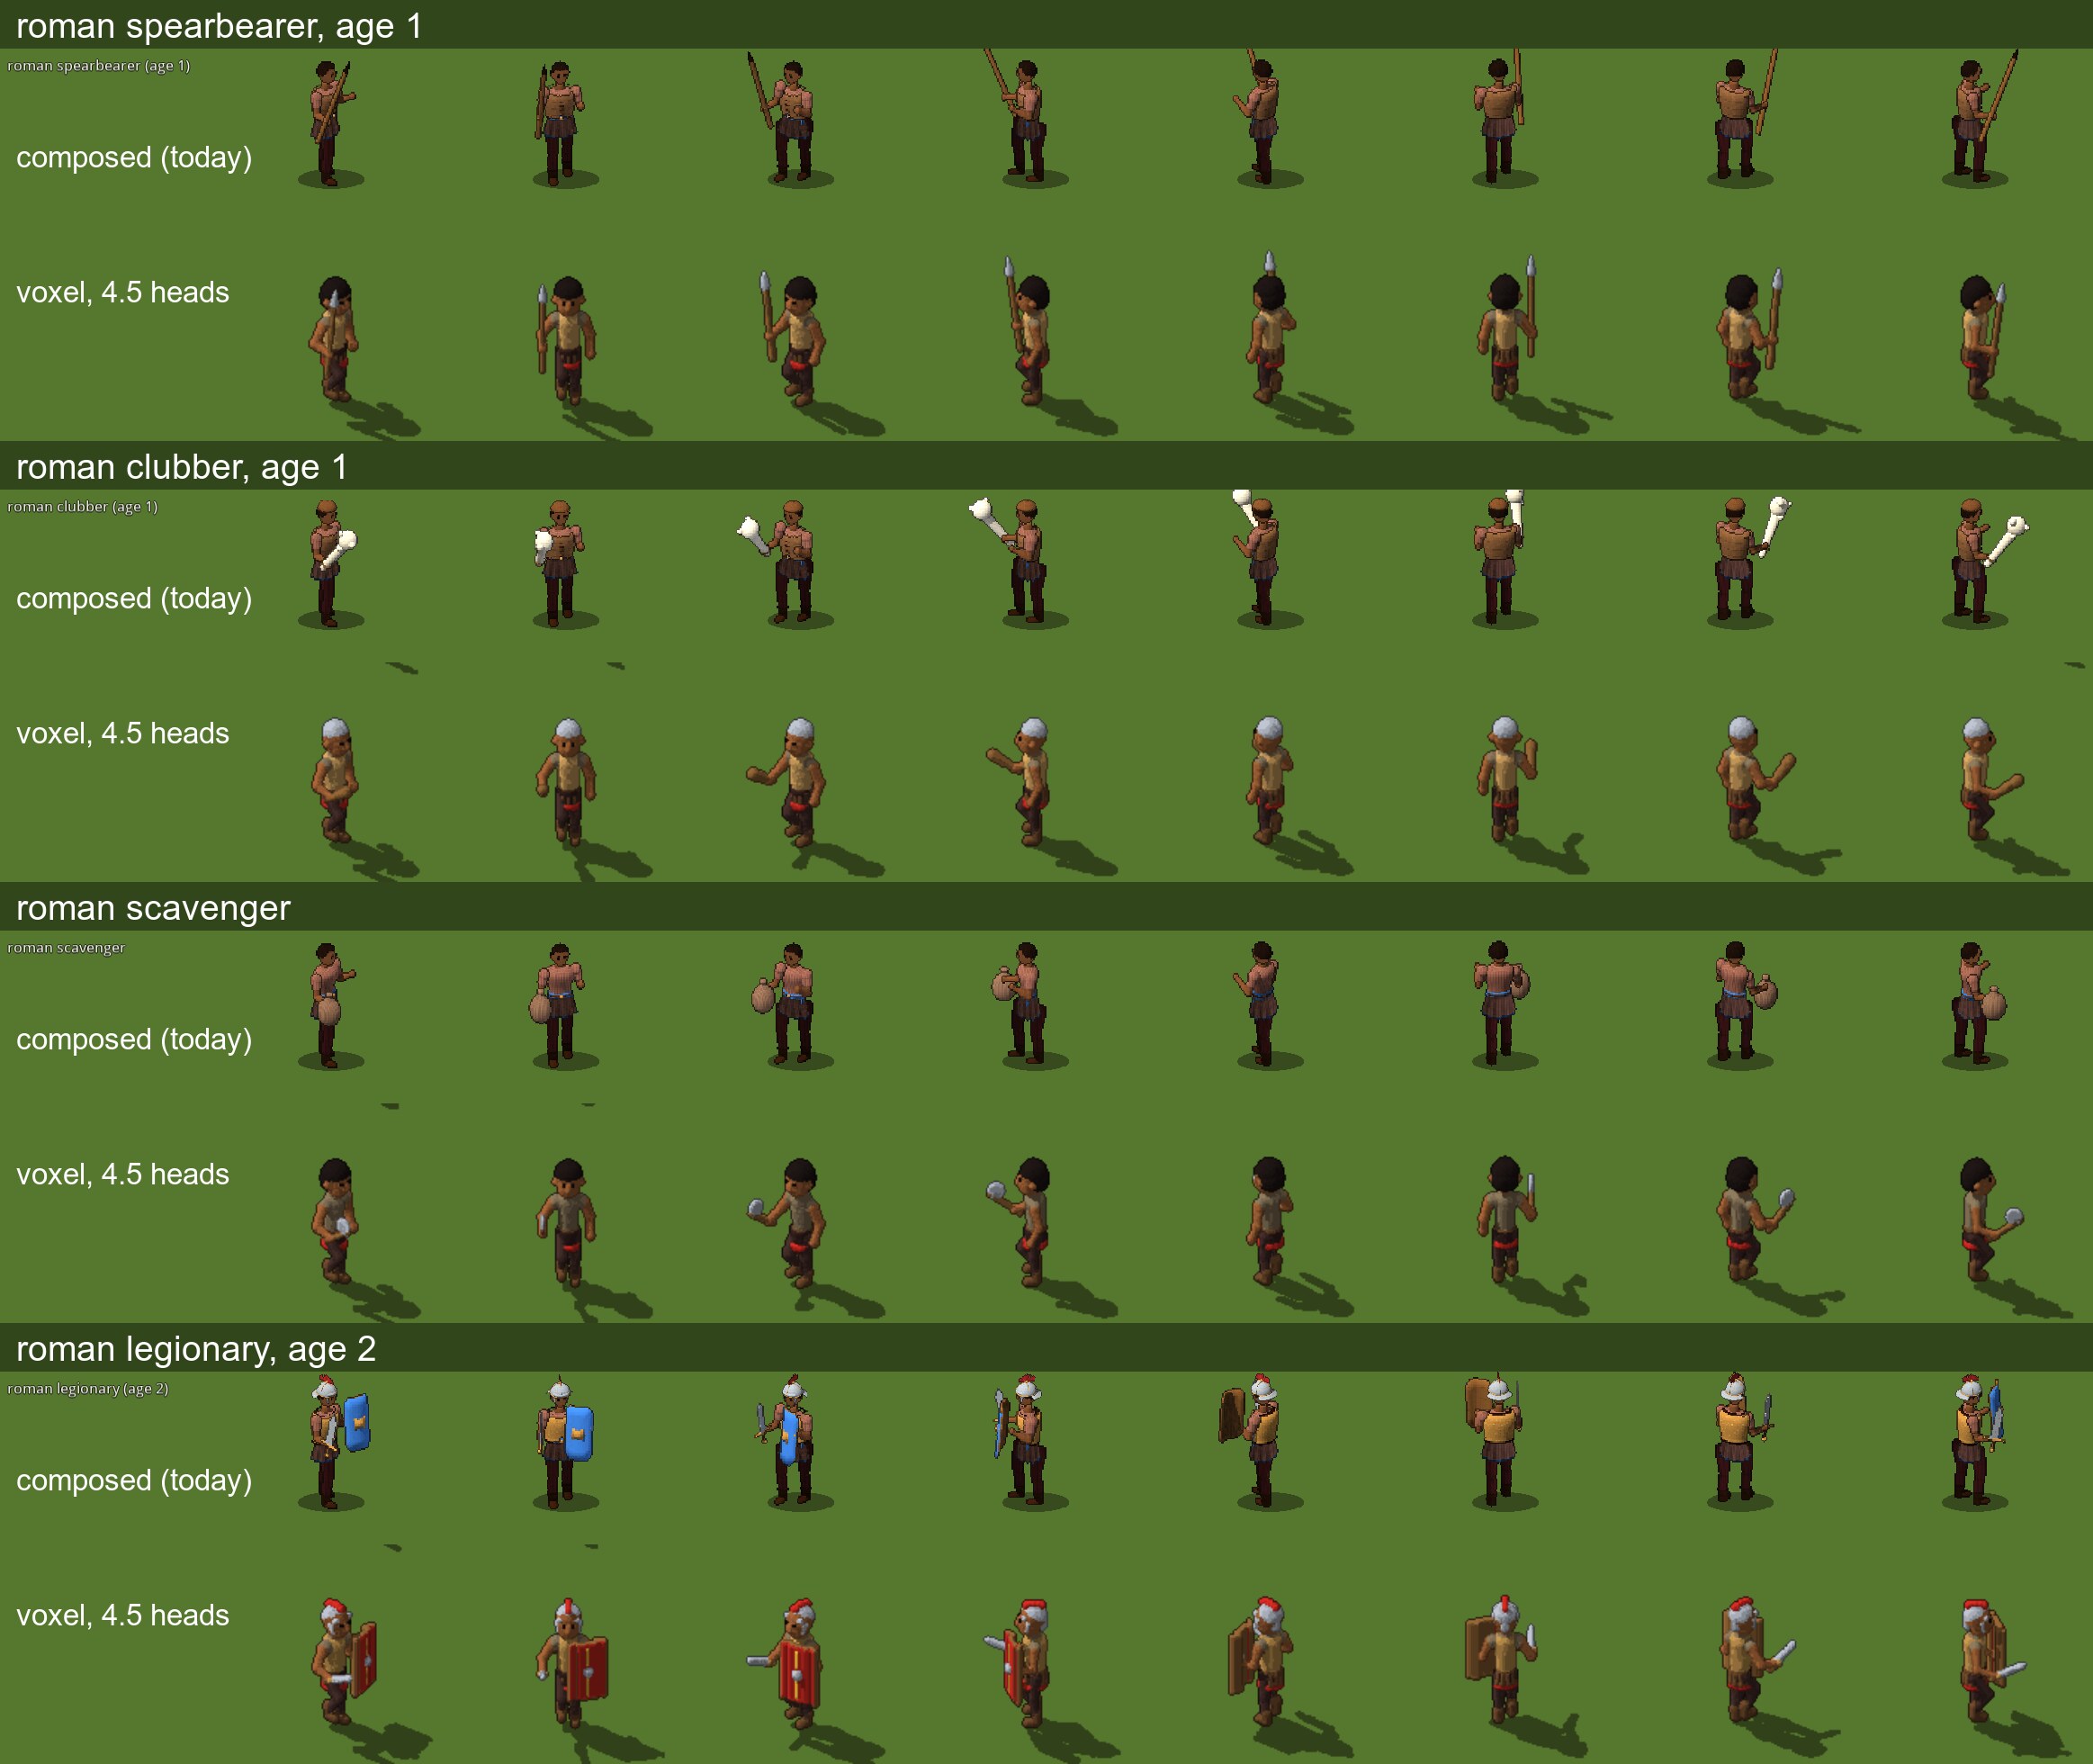 roman spearbearer, age 1
roman spearbearer (age 1)
composed (today)
voxel, 4.5 heads
roman clubber, age 1
roman clubber (age 1)
composed (today)
voxel, 4.5 heads
roman scavenger
roman scavenger
composed (today)
voxel, 4.5 heads
roman legionary, age 2
roman legionary (age 2)
composed (today)
voxel, 4.5 heads